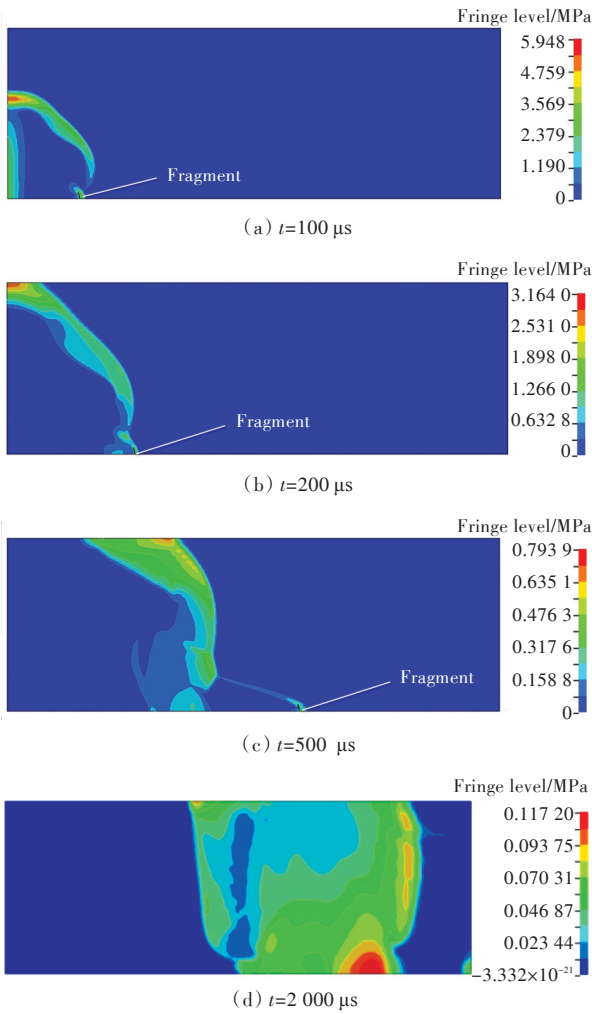 Fringe level/MPa
5.948
4.759
3.569
2.379
1.190
0
Fragment
(a) t=100 μs
Fringe level/MPa
3.164 0
2.531 0
1.898 0
1.266 0
0.632 8
0
Fragment
(b) t=200 μs
Fringe level/MPa
0.793 9
0.635 1
0.476 3
0.317 6
0.158 8
0
Fragment
(c) t=500 μs
Fringe level/MPa
0.117 20
0.093 75
0.070 31
0.046 87
0.023 44
-3.332×10⁻²¹
(d) t=2 000 μs